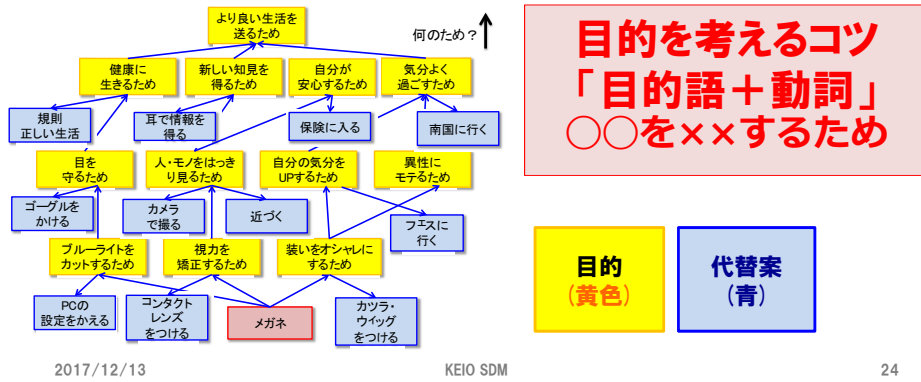 より良い生活を
送るため
何のため？
健康に
生きるため
新しい知見を
得るため
自分が
安心するため
気分よく
過ごすため
規則
正しい生活
耳で情報を
得る
保険に入る
南国に行く
目を
守るため
人・モノをはっき
り見るため
自分の気分を
UPするため
異性に
モテるため
ゴーグルを
かける
カメラ
で撮る
近づく
フェスに
行く
ブルーライトを
カットするため
視力を
矯正するため
装いをオシャレに
するため
PCの
設定をかえる
コンタクト
レンズ
をつける
メガネ
カツラ・
ウイッグ
をつける
目的を考えるコツ
「目的語＋動詞」
○○を××するため
目的
(黄色)
代替案
(青)
2017/12/13
KEIO SDM
24